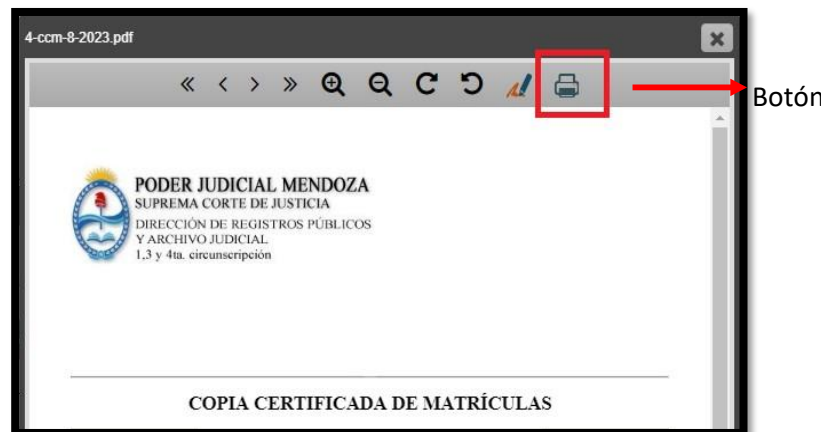 4-ccm-8-2023.pdf
Botón
PODER JUDICIAL MENDOZA
SUPREMA CORTE DE JUSTICIA
DIRECCIÓN DE REGISTROS PÚBLICOS
Y ARCHIVO JUDICIAL
1,3 y 4ta. circunscripción
COPIA CERTIFICADA DE MATRÍCULAS